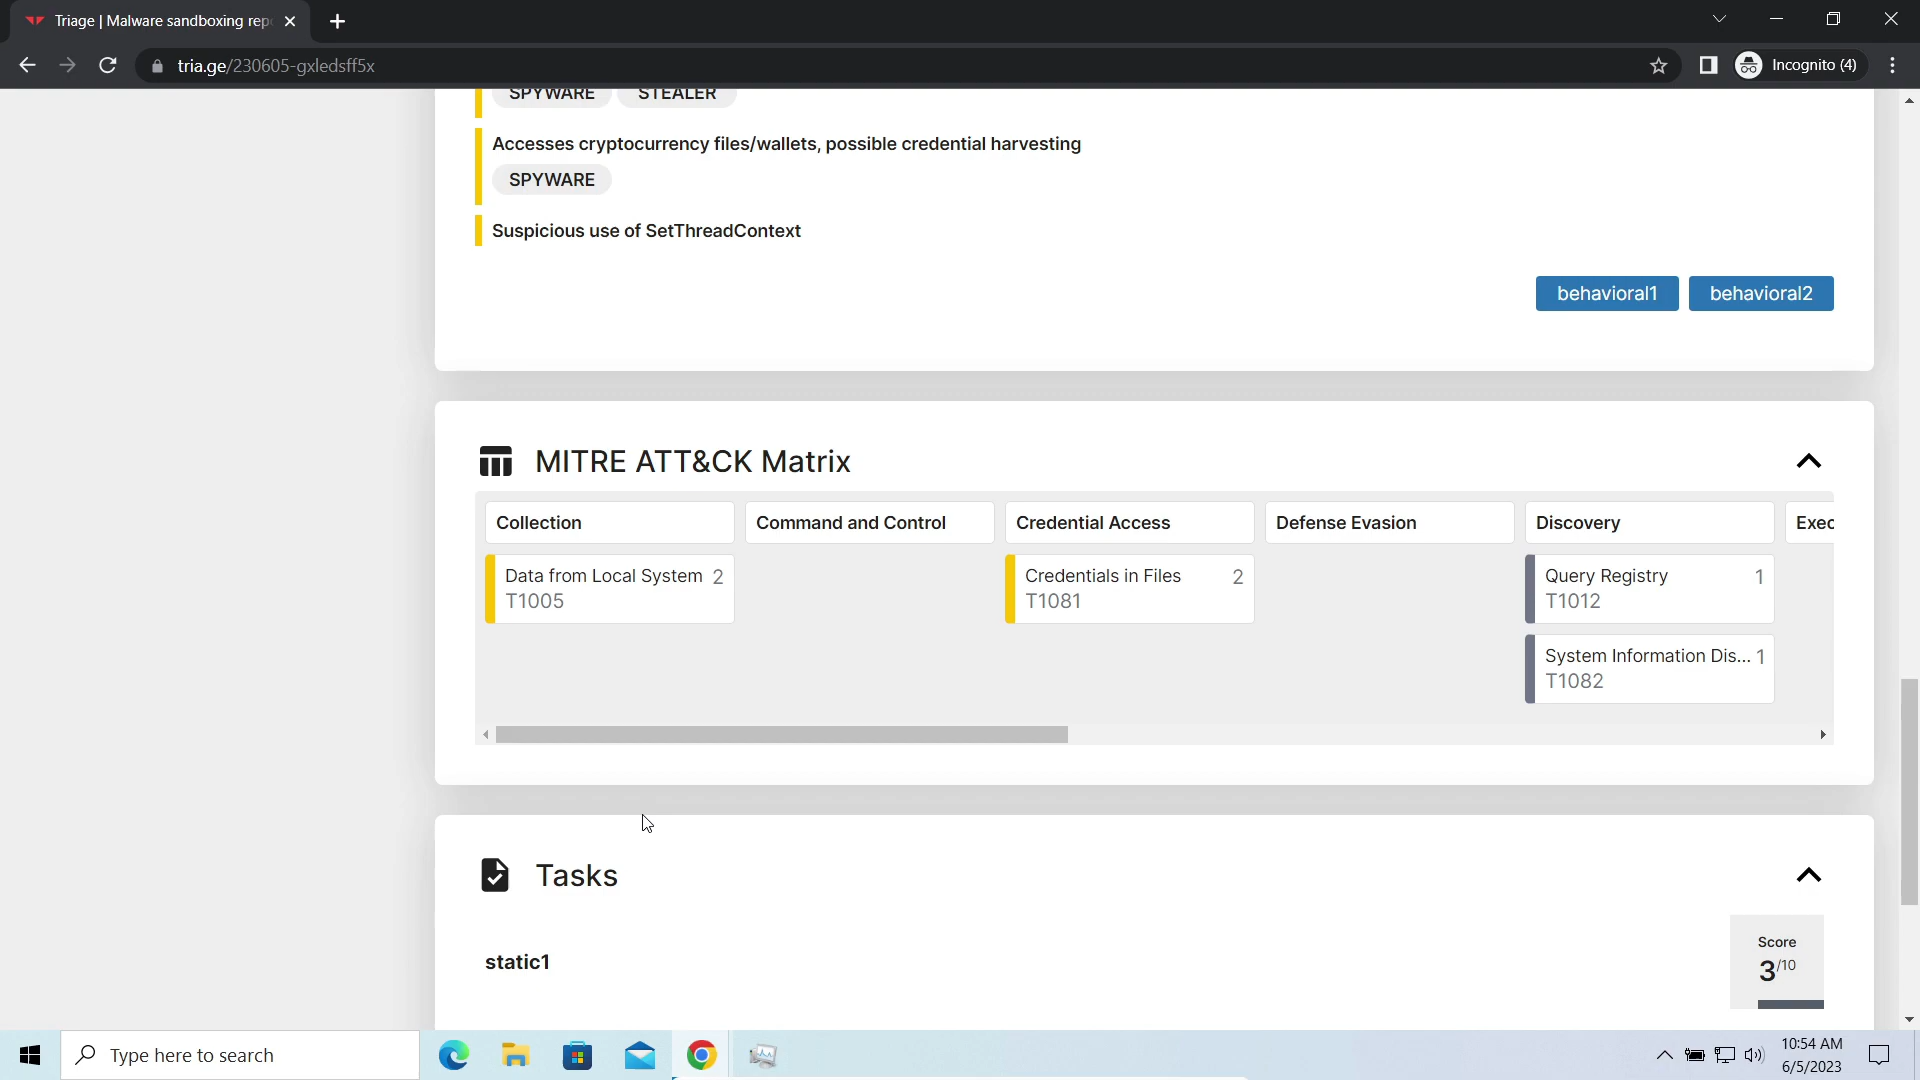 Triage | Malware sandboxing rep
tria.ge/230605-gxledsff5x
Incognito (4)
SPYWARE STEALER
Accesses cryptocurrency files/wallets, possible credential harvesting
SPYWARE
Suspicious use of SetThreadContext
behavioral1 behavioral2
MITRE ATT&CK Matrix
Collection Command and Control Credential Access Defense Evasion Discovery Exec
Data from Local System 2 Credentials in Files 2 Query Registry 1
T1005 T1081 T1012
System Information Dis... 1
T1082
Tasks
Score
static1
3/10
Type here to search
10:54 AM
6/5/2023